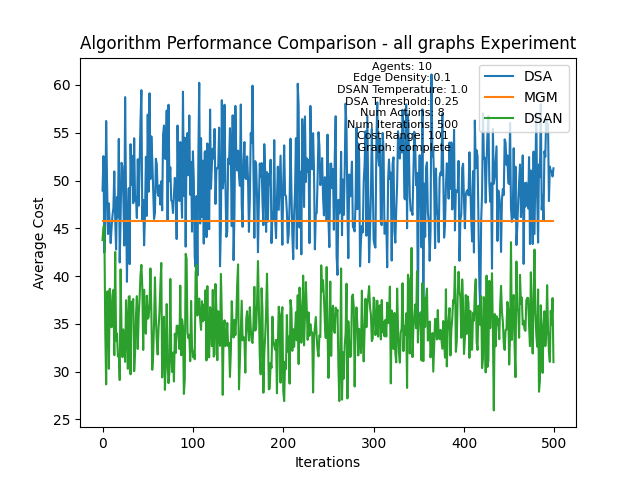 Algorithm Performance Comparison - all graphs Experiment
Agents: 10
Edge Density: 0.1
DSAN Temperature: 1.0
DSA Threshold: 0.25
Num Actions: 8
Num Iterations: 500
Cost Range: 101
Graph: complete
DSA
MGM
DSAN
Average Cost
60
55
50
45
40
35
30
25
0 100 200 300 400 500
Iterations